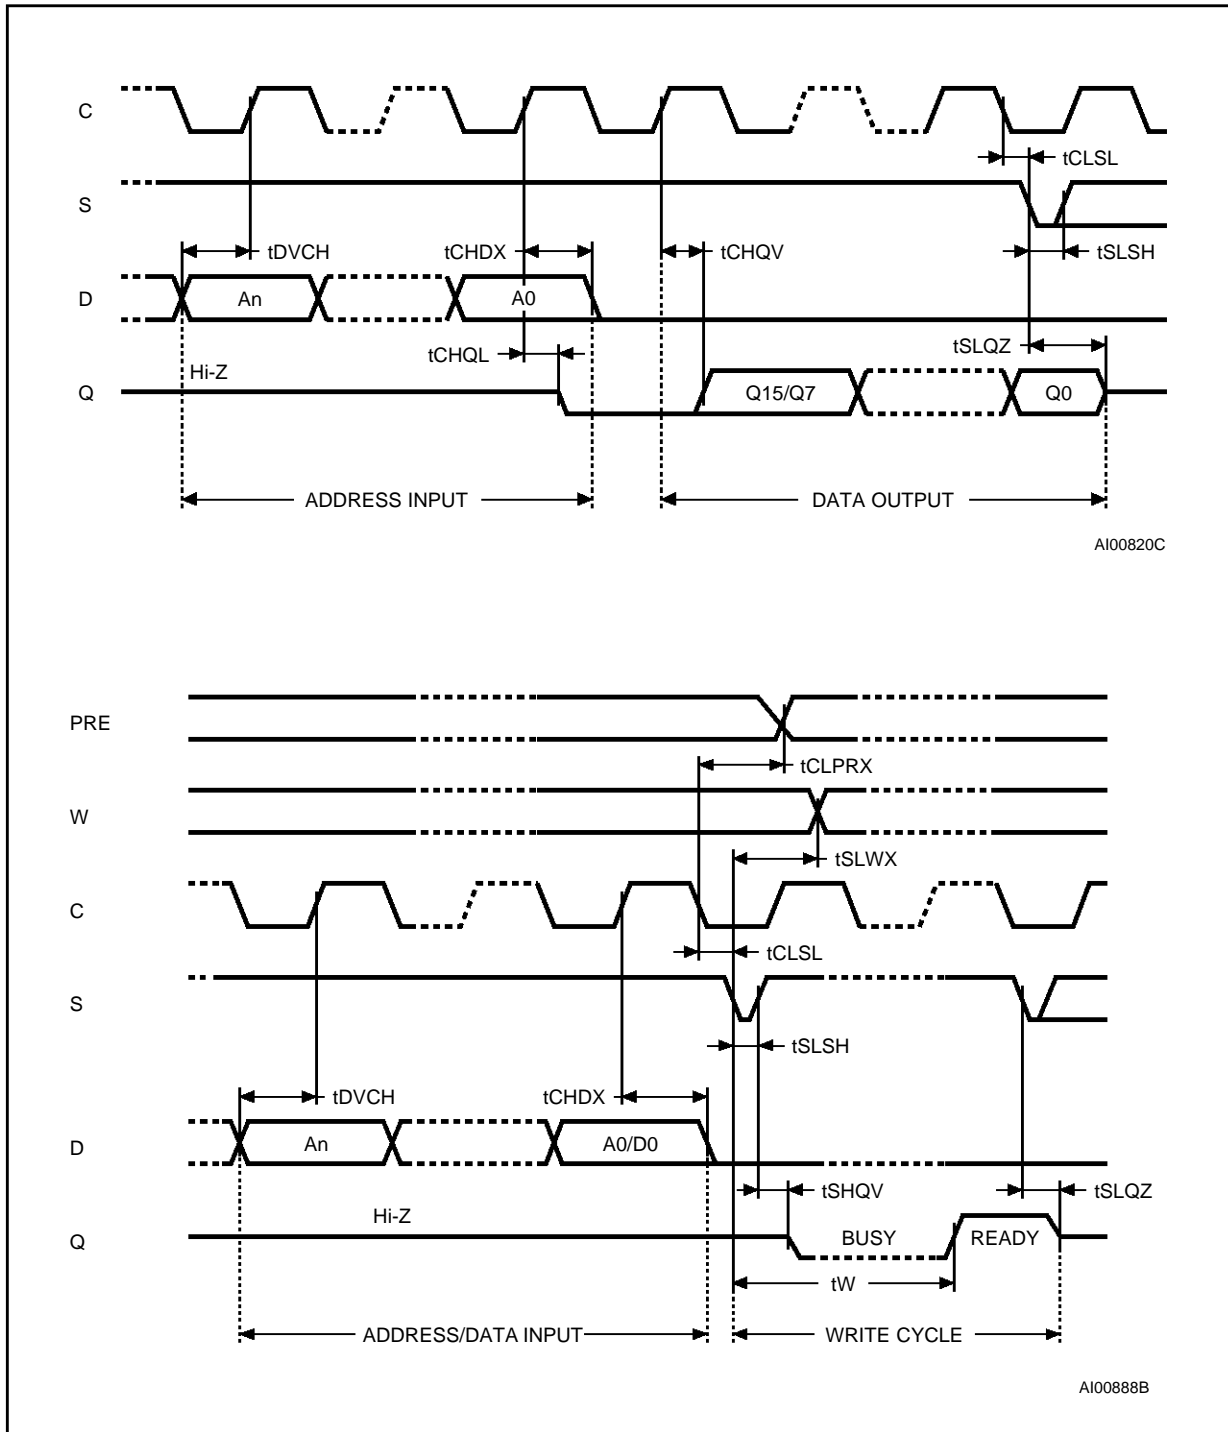 C
tCLSL
S
tDVCH tCHDX tCHQV tSLSH
D An A0
tCHQL tSLQZ
Hi-Z
Q Q15/Q7 Q0
ADDRESS INPUT DATA OUTPUT
AI00820C
PRE
tCLPRX
W
tSLWX
C
tCLSL
S
tSLSH
tDVCH tCHDX
D An A0/D0
tSHQV tSLQZ
Hi-Z
Q BUSY READY
tW
ADDRESS/DATA INPUT WRITE CYCLE
AI00888B